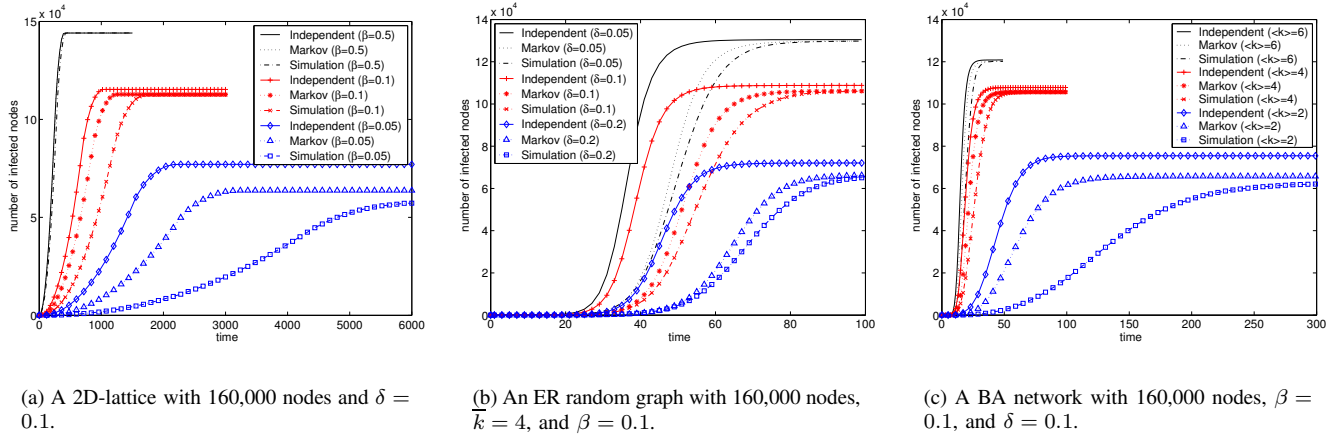 x 10⁴
15
10
5
0
0 1000 2000 3000 4000 5000 6000
number of infected nodes
time
Independent (β=0.5)
Markov (β=0.5)
Simulation (β=0.5)
Independent (β=0.1)
Markov (β=0.1)
Simulation (β=0.1)
Independent (β=0.05)
Markov (β=0.05)
Simulation (β=0.05)
x 10⁴
14
12
10
8
6
4
2
0
0 20 40 60 80 100
number of infected nodes
time
Independent (δ=0.05)
Markov (δ=0.05)
Simulation (δ=0.05)
Independent (δ=0.1)
Markov (δ=0.1)
Simulation (δ=0.1)
Independent (δ=0.2)
Markov (δ=0.2)
Simulation (δ=0.2)
x 10⁴
14
12
10
8
6
4
2
0
0 50 100 150 200 250 300
number of infected nodes
time
Independent (<k>=6)
Markov (<k>=6)
Simulation (<k>=6)
Independent (<k>=4)
Markov (<k>=4)
Simulation (<k>=4)
Independent (<k>=2)
Markov (<k>=2)
Simulation (<k>=2)
(a) A 2D-lattice with 160,000 nodes and δ =
0.1.
(b) An ER random graph with 160,000 nodes,
k̅ = 4, and β = 0.1.
(c) A BA network with 160,000 nodes, β =
0.1, and δ = 0.1.